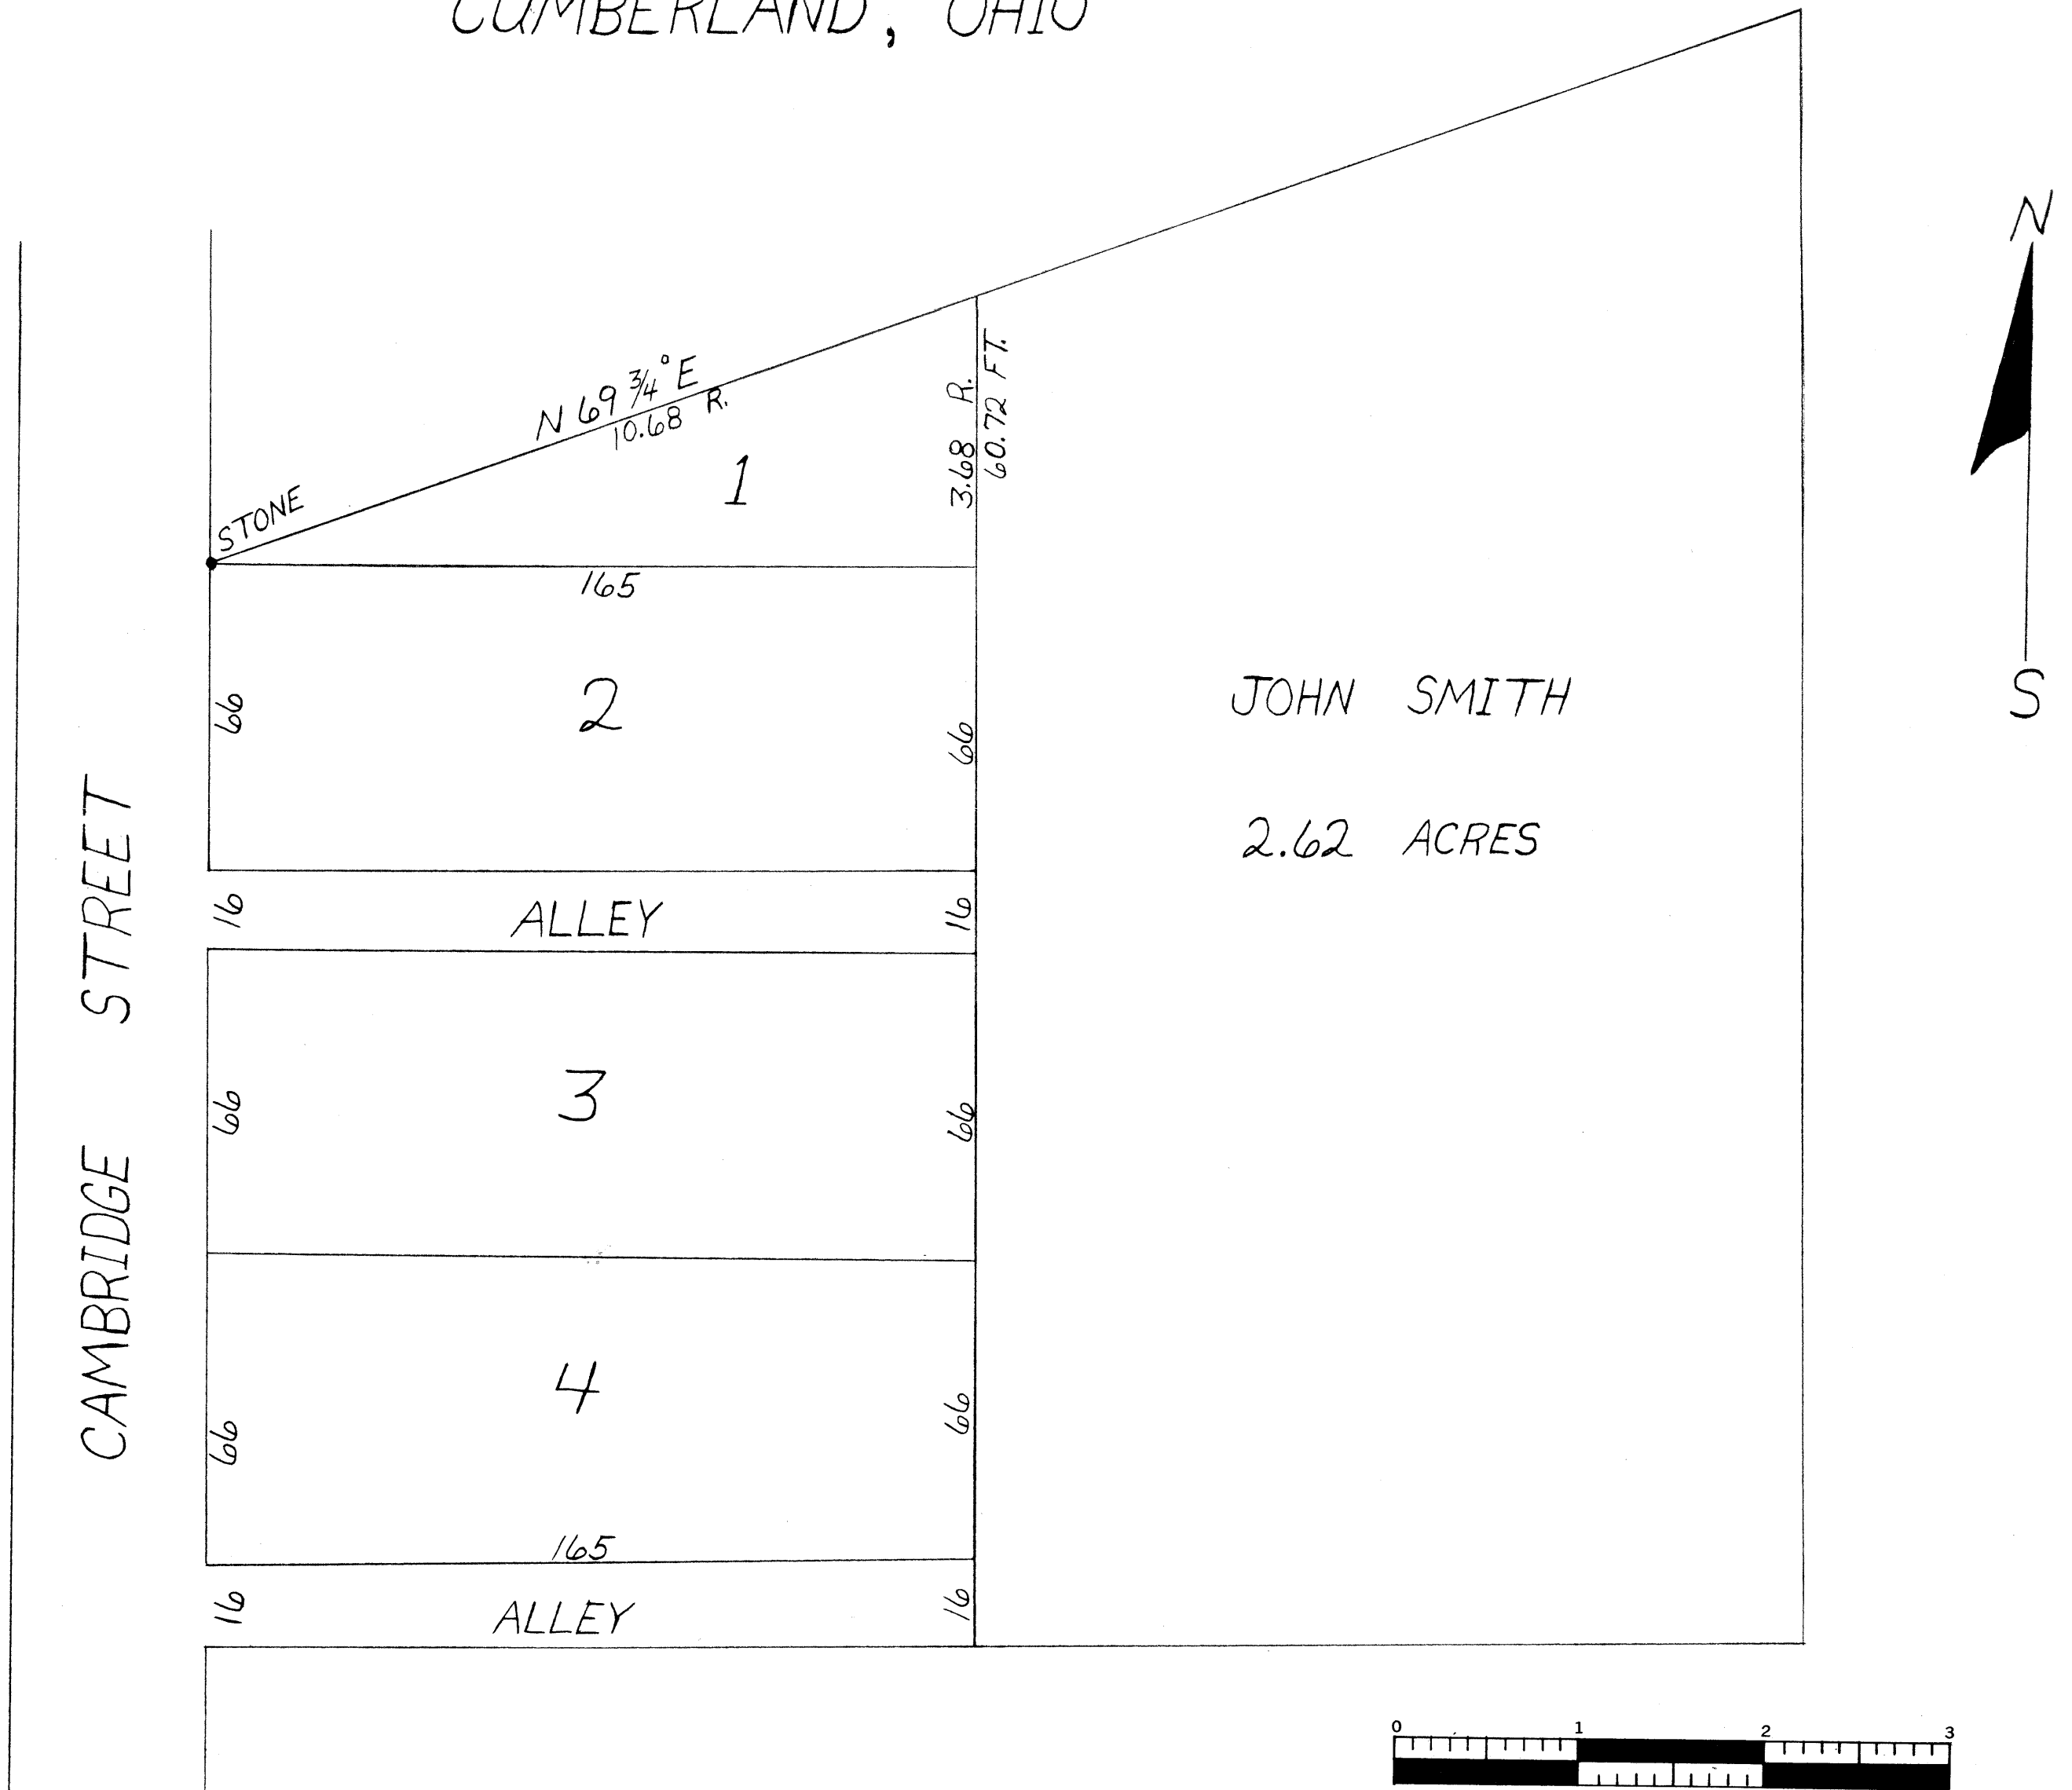 CUMBERLAND, OHIO
N
N 69 3/4° E
10.68 R.
3.68 R.
60.72 FT.
1
STONE
165
66
2
66
JOHN SMITH
S
2.62 ACRES
CAMBRIDGE STREET
16
ALLEY
16
66
3
66
66
4
66
165
16
ALLEY
16
0 1 2 3